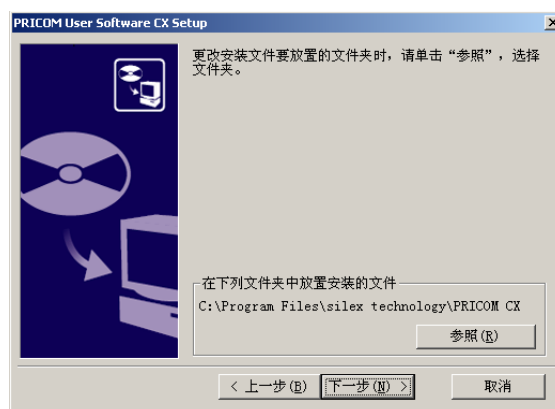 PRICOM User Software CX Setup
更改安装文件要放置的文件夹时，请单击“参照”，选择
文件夹。
在下列文件夹中放置安装的文件
C:\Program Files\silex technology\PRICOM CX
参照(R)
< 上一步(B)
下一步(N) >
取消